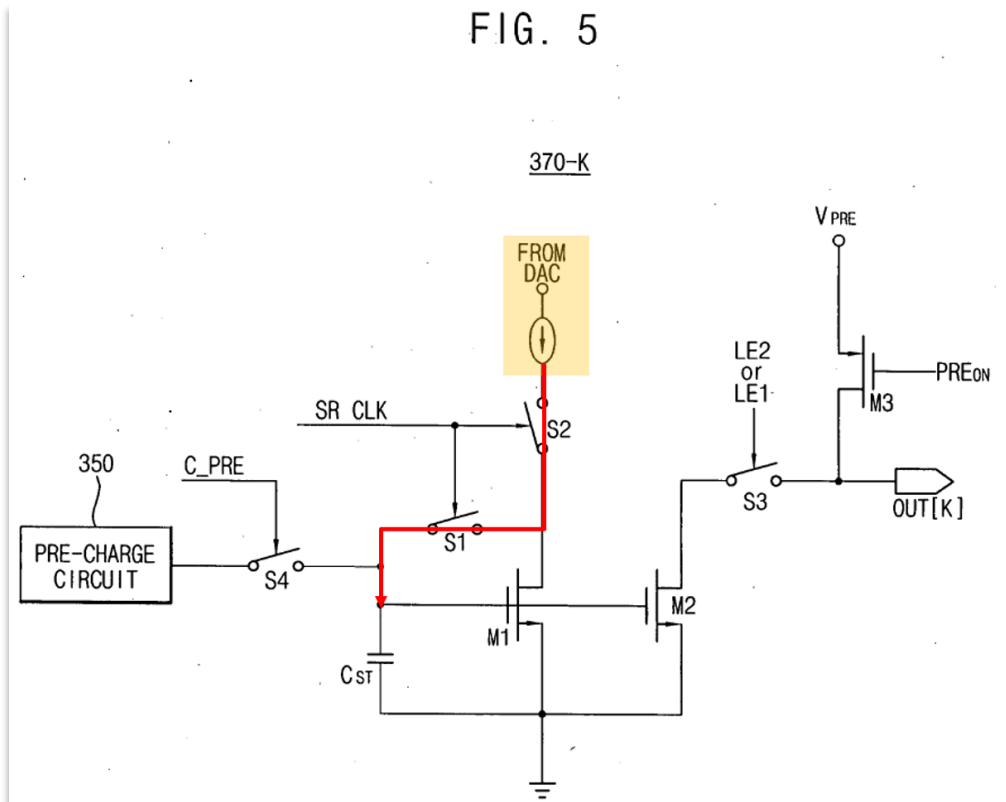 FIG. 5
370-K
VPRE
FROM
DAC
LE2
or
LE1
PREON
M3
SR CLK
S2
350
C_PRE
OUT[K]
S3
S1
PRE-CHARGE
CIRCUIT
S4
M2
M1
CST